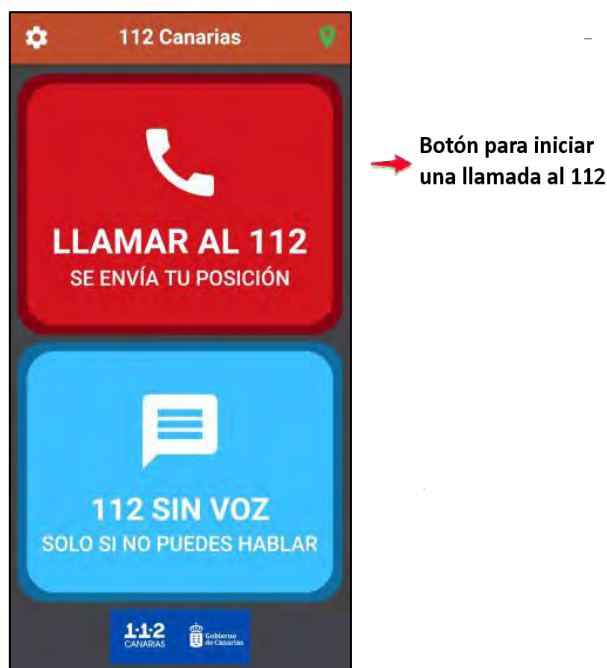 112 Canarias
LLAMAR AL 112
SE ENVÍA TU POSICIÓN
Botón para iniciar
una llamada al 112
112 SIN VOZ
SOLO SI NO PUEDES HABLAR
1·1·2
CANARIAS
Gobierno
de Canarias